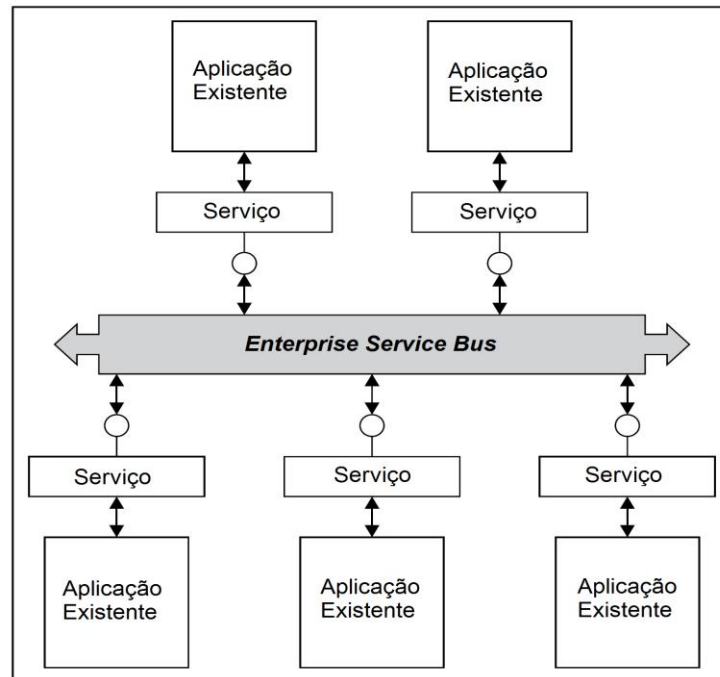 Aplicação
Existente
Aplicação
Existente
Serviço
Serviço
Enterprise Service Bus
Serviço
Serviço
Serviço
Aplicação
Existente
Aplicação
Existente
Aplicação
Existente